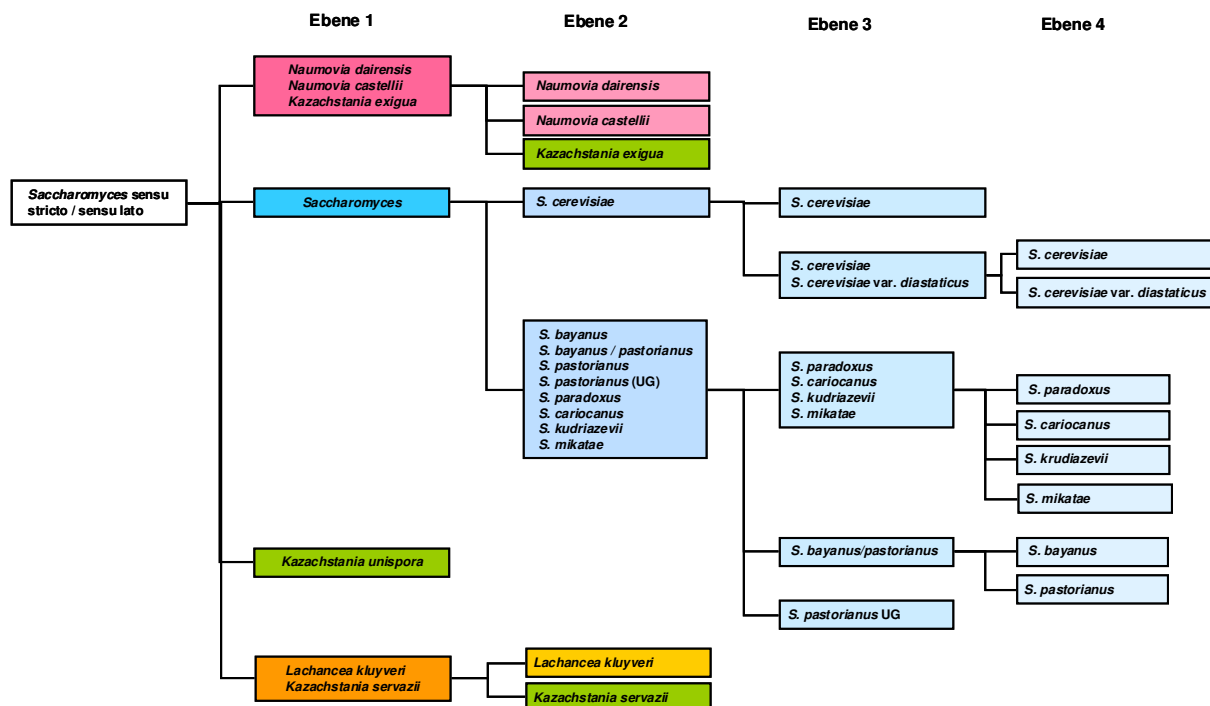 Ebene 1
Ebene 2
Ebene 3
Ebene 4
Saccharomyces sensu
stricto / sensu lato
Naumovia dairensis
Naumovia castellii
Kazachstania exigua
Saccharomyces
Kazachstania unispora
Lachancea kluyveri
Kazachstania servazii
Naumovia dairensis
Naumovia castellii
Kazachstania exigua
S. cerevisiae
S. bayanus
S. bayanus / pastorianus
S. pastorianus
S. pastorianus (UG)
S. paradoxus
S. cariocanus
S. kudriazevii
S. mikatae
Lachancea kluyveri
Kazachstania servazii
S. cerevisiae
S. cerevisiae
S. cerevisiae var. diastaticus
S. paradoxus
S. cariocanus
S. kudriazevii
S. mikatae
S. bayanus/pastorianus
S. pastorianus UG
S. cerevisiae
S. cerevisiae var. diastaticus
S. paradoxus
S. cariocanus
S. krudiazevii
S. mikatae
S. bayanus
S. pastorianus